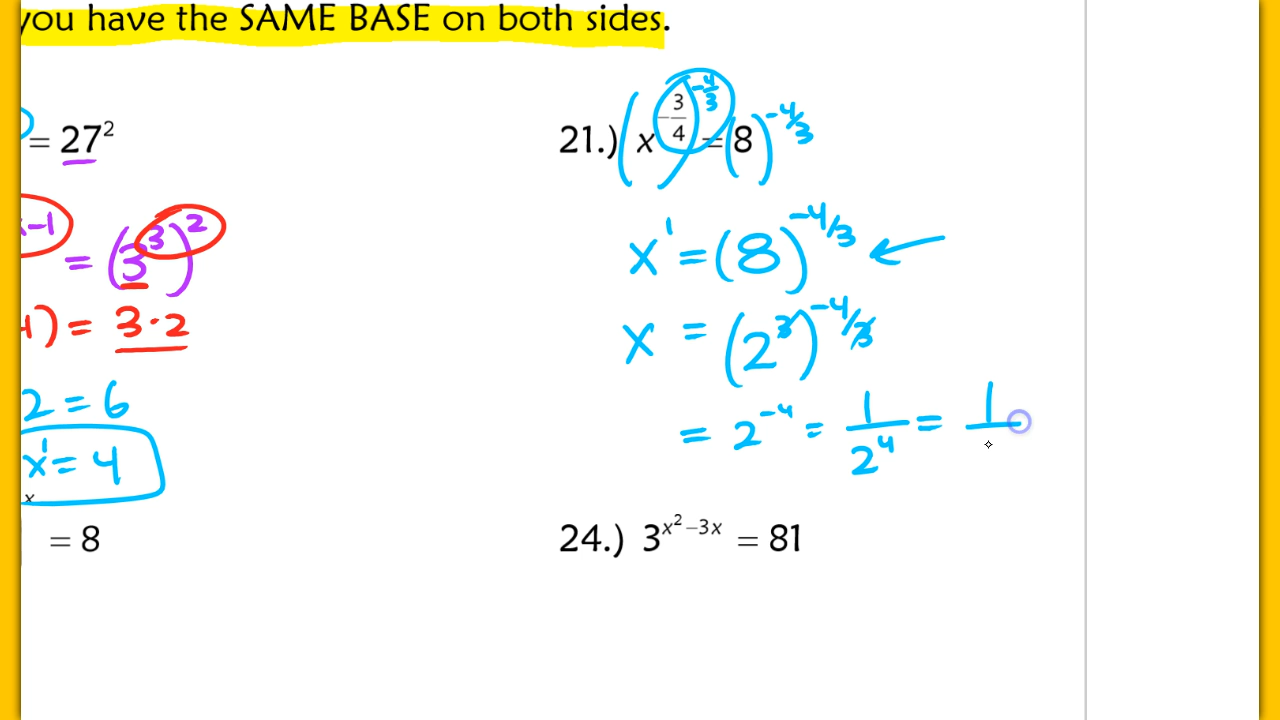 you have the SAME BASE on both sides.
= 27²
x-1 = (3³)²
1) = 3·2
2 = 6
x¹ = 4
x
= 8
21.) (x^(-3/4))^(-4/3) = (8)^(-4/3)
x¹ = (8)^(-4/3) ←
x = (2³)^(-4/3)
= 2^(-4) = 1/2⁴ = 1/
24.) 3^(x²-3x) = 81